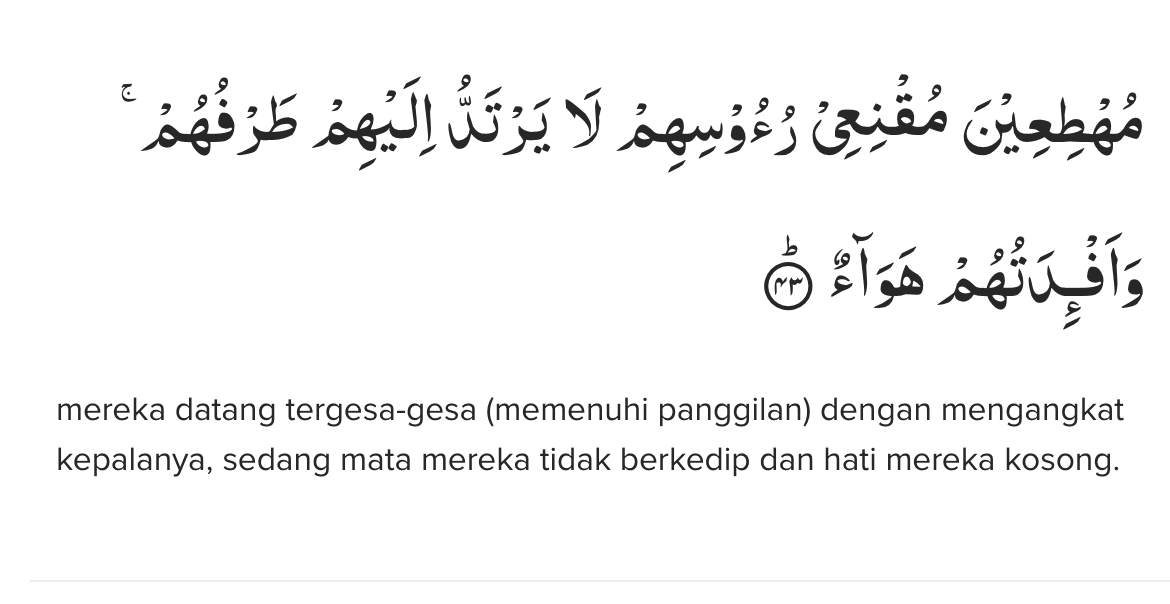 مُهْطِعِيْنَ مُقْنِعِيْ رُءُوْسِهِمْ لَا يَرْتَدُّ اِلَيْهِمْ طَرْفُهُمْ ۚ
وَاَفْـِٕدَتُهُمْ هَوَاۤءٌ ۗ ٤٣
mereka datang tergesa-gesa (memenuhi panggilan) dengan mengangkat
kepalanya, sedang mata mereka tidak berkedip dan hati mereka kosong.